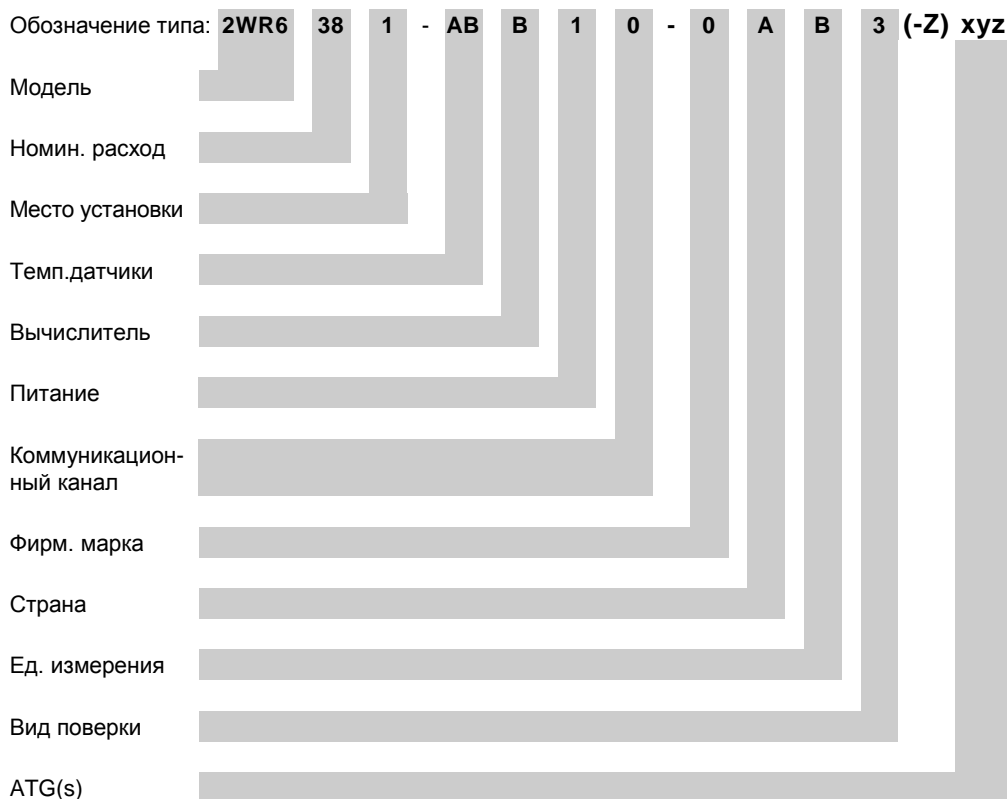 Обозначение типа: 2WR6 38 1 - AB B 1 0 - 0 A B 3 (-Z) xyz
Модель
Номин. расход
Место установки
Темп.датчики
Вычислитель
Питание
Коммуникацион-
ный канал
Фирм. марка
Страна
Ед. измерения
Вид поверки
ATG(s)